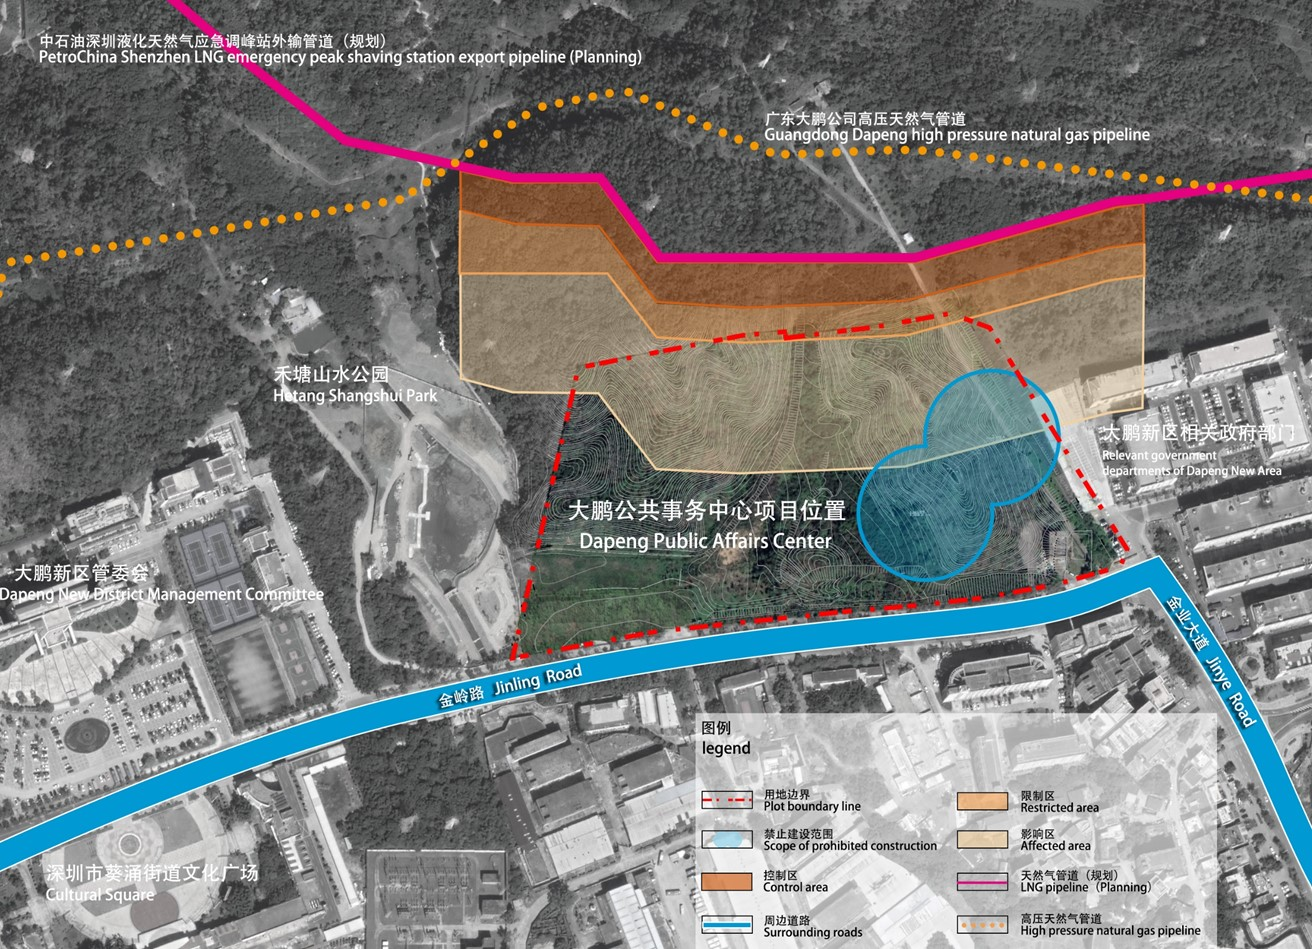 中石油深圳液化天然气应急调峰站外输管道（规划）
PetroChina Shenzhen LNG emergency peak shaving station export pipeline (Planning)
广东大鹏公司高压天然气管道
Guangdong Dapeng high pressure natural gas pipeline
禾塘山水公园
Hetang Shangshui Park
大鹏新区相关政府部门
Relevant government
departments of Dapeng New Area
大鹏公共事务中心项目位置
Dapeng Public Affairs Center
大鹏新区管委会
Dapeng New District Management Committee
金岭路 Jinling Road
金业大道 Jinye Road
深圳市葵涌街道文化广场
Cultural Square
图例
legend
用地边界
Plot boundary line
禁止建设范围
Scope of prohibited construction
控制区
Control area
周边道路
Surrounding roads
限制区
Restricted area
影响区
Affected area
天然气管道（规划）
LNG pipeline（Planning）
高压天然气管道
High pressure natural gas pipeline